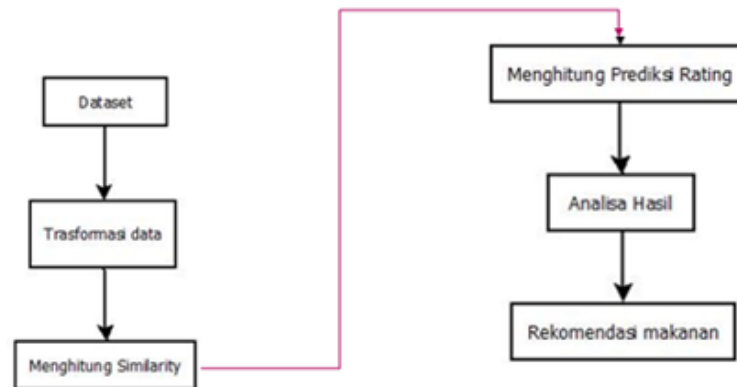 Dataset
Trasformasi data
Menghitung Similarity
Menghitung Prediksi Rating
Analisa Hasil
Rekomendasi makanan